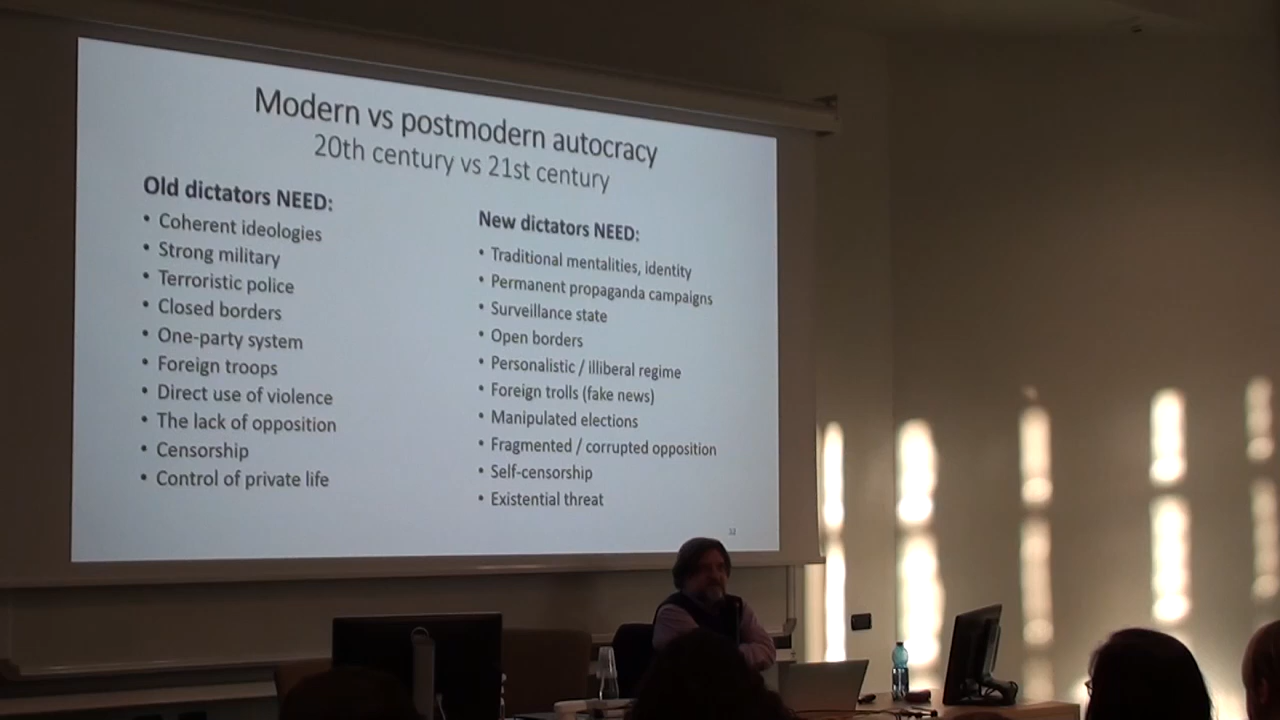 Modern vs postmodern autocracy
20th century vs 21st century
Old dictators NEED:
• Coherent ideologies
• Strong military
• Terroristic police
• Closed borders
• One-party system
• Foreign troops
• Direct use of violence
• The lack of opposition
• Censorship
• Control of private life
New dictators NEED:
• Traditional mentalities, identity
• Permanent propaganda campaigns
• Surveillance state
• Open borders
• Personalistic / illiberal regime
• Foreign trolls (fake news)
• Manipulated elections
• Fragmented / corrupted opposition
• Self-censorship
• Existential threat
32